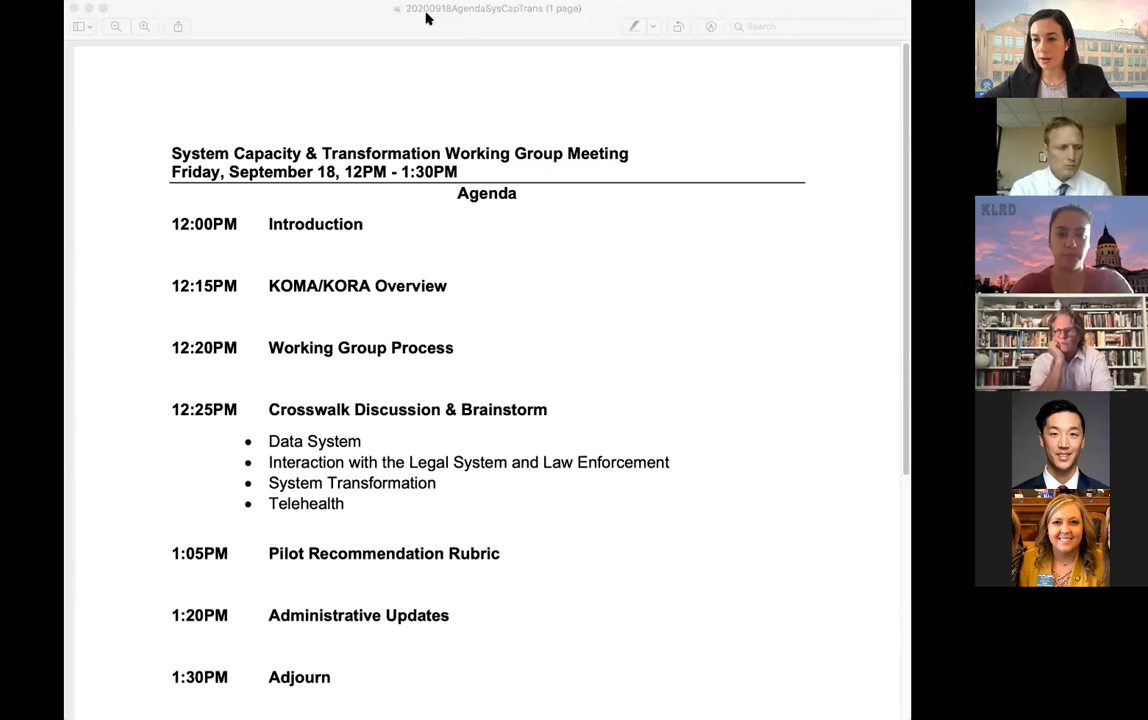 20200918AgendaSysCapTrans (1 page)
Search
System Capacity & Transformation Working Group Meeting
Friday, September 18, 12PM - 1:30PM
Agenda
12:00PM Introduction
12:15PM KOMA/KORA Overview
12:20PM Working Group Process
12:25PM Crosswalk Discussion & Brainstorm
• Data System
• Interaction with the Legal System and Law Enforcement
• System Transformation
• Telehealth
1:05PM Pilot Recommendation Rubric
1:20PM Administrative Updates
1:30PM Adjourn
KLRD